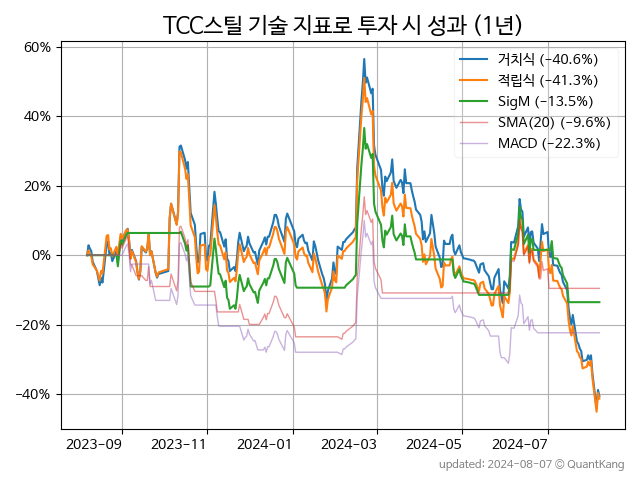 TCC스틸 기술 지표로 투자 시 성과 (1년)
60%
40%
20%
0%
−20%
−40%
거치식 (−40.6%)
적립식 (−41.3%)
SigM (−13.5%)
SMA(20) (−9.6%)
MACD (−22.3%)
2023-09
2023-11
2024-01
2024-03
2024-05
2024-07
updated: 2024-08-07 © QuantKang